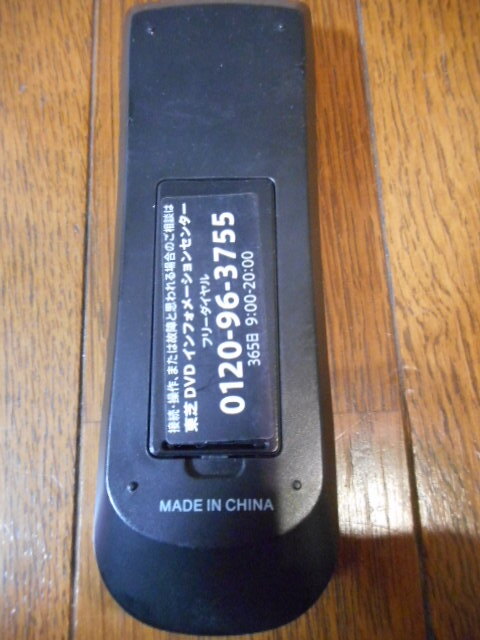 接続・操作、または故障と思われる場合のご相談は
東芝 DVD インフォメーションセンター
フリーダイヤル
0120-96-3755
365日 9:00-20:00
MADE IN CHINA